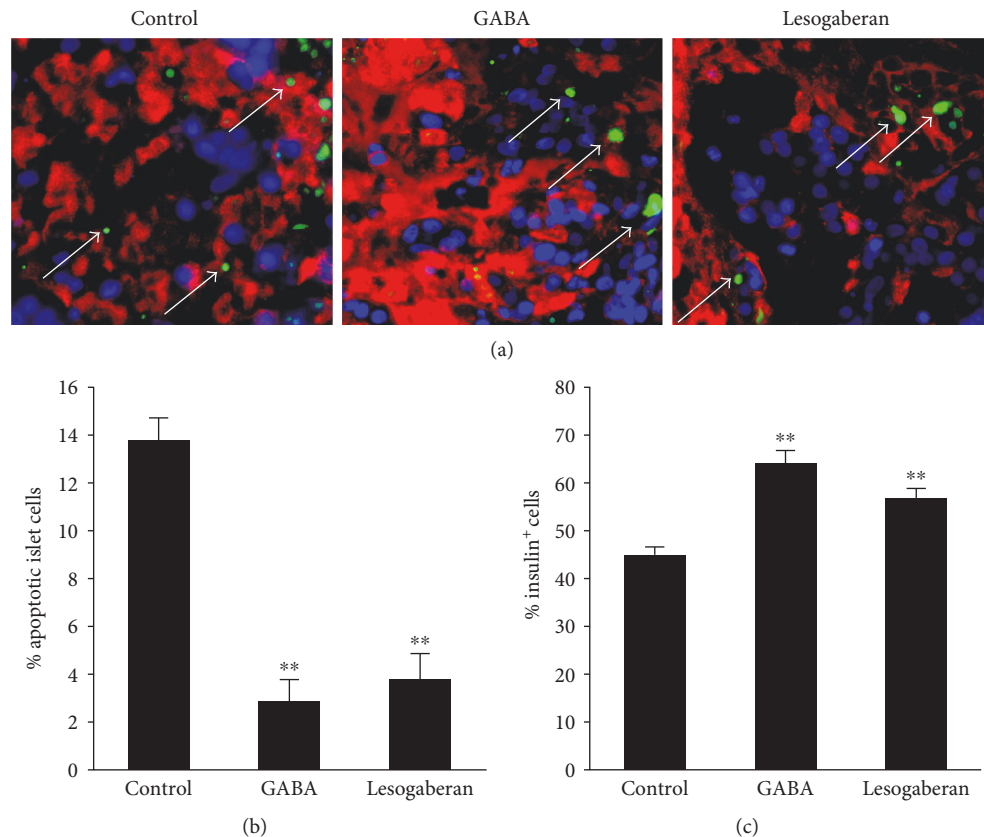 Control
GABA
Lesogaberan
(a)
16
14
12
10
8
6
4
2
0
% apoptotic islet cells
**
**
Control
GABA
Lesogaberan
(b)
80
70
60
50
40
30
20
10
0
% insulin⁺ cells
**
**
Control
GABA
Lesogaberan
(c)